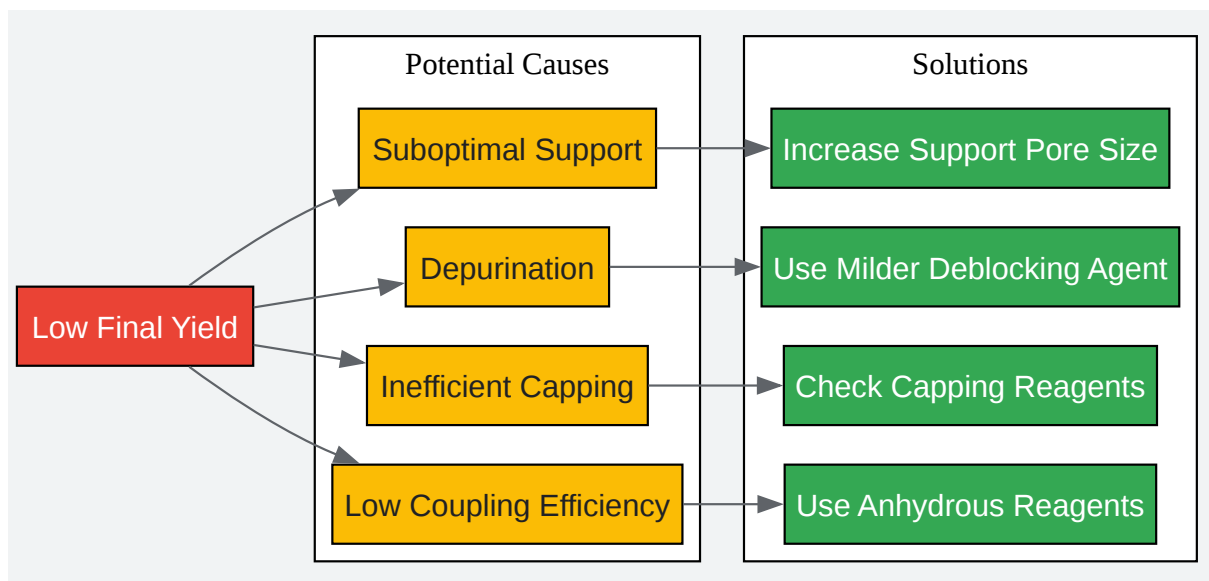 Low Final Yield
Potential Causes
Suboptimal Support
Depurination
Inefficient Capping
Low Coupling Efficiency
Solutions
Increase Support Pore Size
Use Milder Deblocking Agent
Check Capping Reagents
Use Anhydrous Reagents